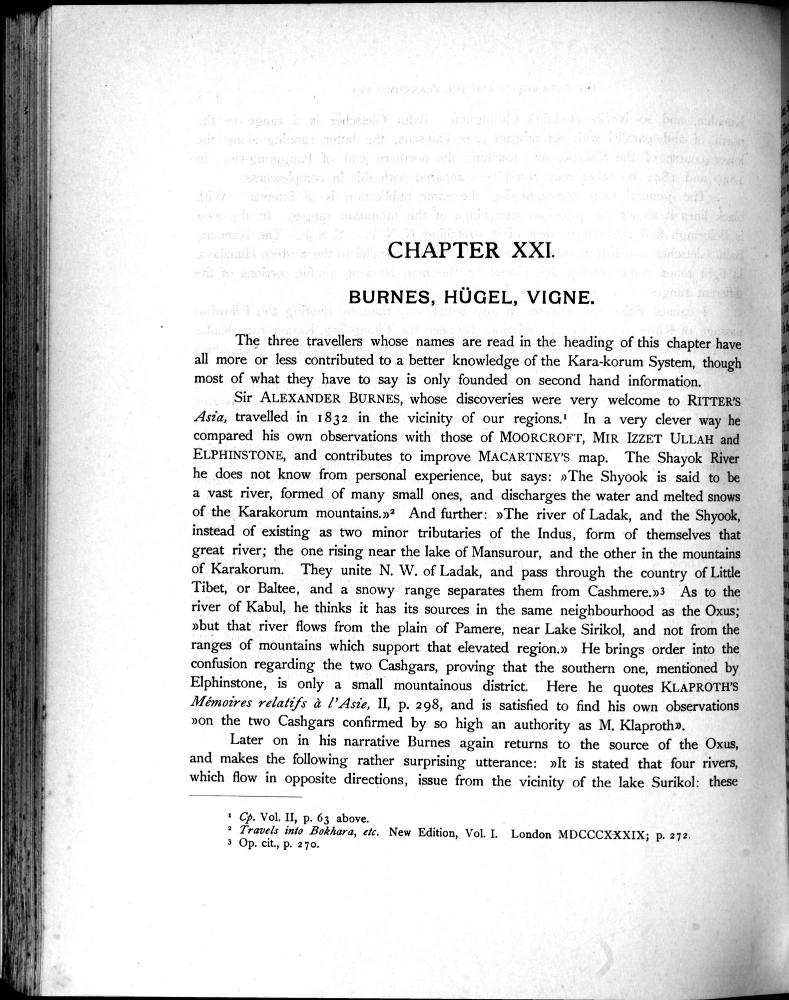 CHAPTER XXI.
BURNES, HÜGEL, VIGNE.
The three travellers whose names are read in the heading of this chapter have
all more or less contributed to a better knowledge of the Kara-korum System, though
most of what they have to say is only founded on second hand information.
Sir ALEXANDER BURNES, whose discoveries were very welcome to RITTER'S
Asia, travelled in 1832 in the vicinity of our regions.¹ In a very clever way he
compared his own observations with those of MOORCROFT, MIR IZZET ULLAH and
ELPHINSTONE, and contributes to improve MACARTNEY'S map. The Shayok River
he does not know from personal experience, but says: »The Shyook is said to be
a vast river, formed of many small ones, and discharges the water and melted snows
of the Karakorum mountains.»² And further: »The river of Ladak, and the Shyook,
instead of existing as two minor tributaries of the Indus, form of themselves that
great river; the one rising near the lake of Mansurour, and the other in the mountains
of Karakorum. They unite N. W. of Ladak, and pass through the country of Little
Tibet, or Baltee, and a snowy range separates them from Cashmere.»³ As to the
river of Kabul, he thinks it has its sources in the same neighbourhood as the Oxus;
»but that river flows from the plain of Pamere, near Lake Sirikol, and not from the
ranges of mountains which support that elevated region.» He brings order into the
confusion regarding the two Cashgars, proving that the southern one, mentioned by
Elphinstone, is only a small mountainous district. Here he quotes KLAPROTH'S
Mémoires relatifs à l'Asie, II, p. 298, and is satisfied to find his own observations
»on the two Cashgars confirmed by so high an authority as M. Klaproth».
Later on in his narrative Burnes again returns to the source of the Oxus,
and makes the following rather surprising utterance: »It is stated that four rivers,
which flow in opposite directions, issue from the vicinity of the lake Surikol: these
¹ Cp. Vol. II, p. 63 above.
² Travels into Bokhara, etc. New Edition, Vol. I. London MDCCCXXXIX; p. 272.
³ Op. cit., p. 270.